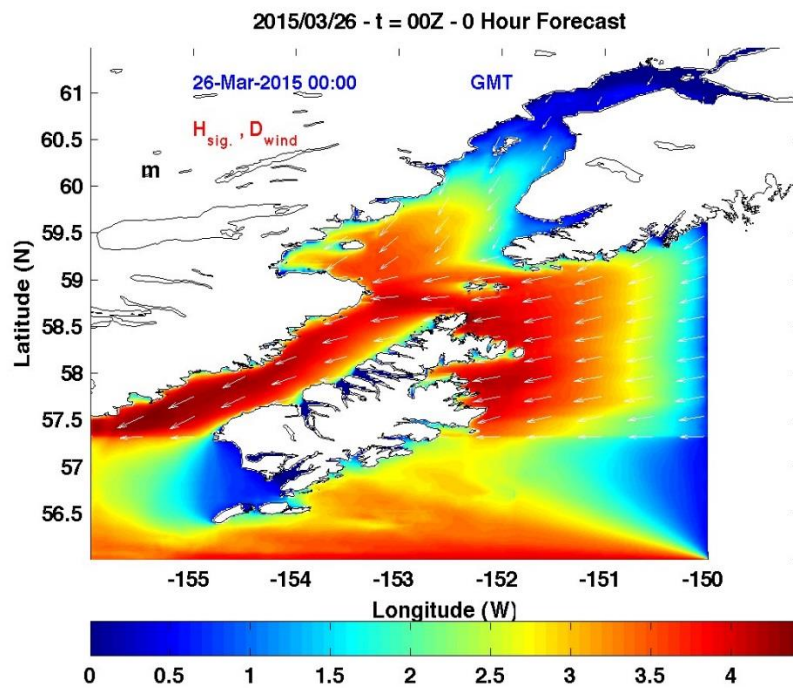 2015/03/26 - t = 00Z - 0 Hour Forecast
26-Mar-2015 00:00 GMT
H sig. , D wind
m
Latitude (N)
61
60.5
60
59.5
59
58.5
58
57.5
57
56.5
-155 -154 -153 -152 -151 -150
Longitude (W)
0 0.5 1 1.5 2 2.5 3 3.5 4